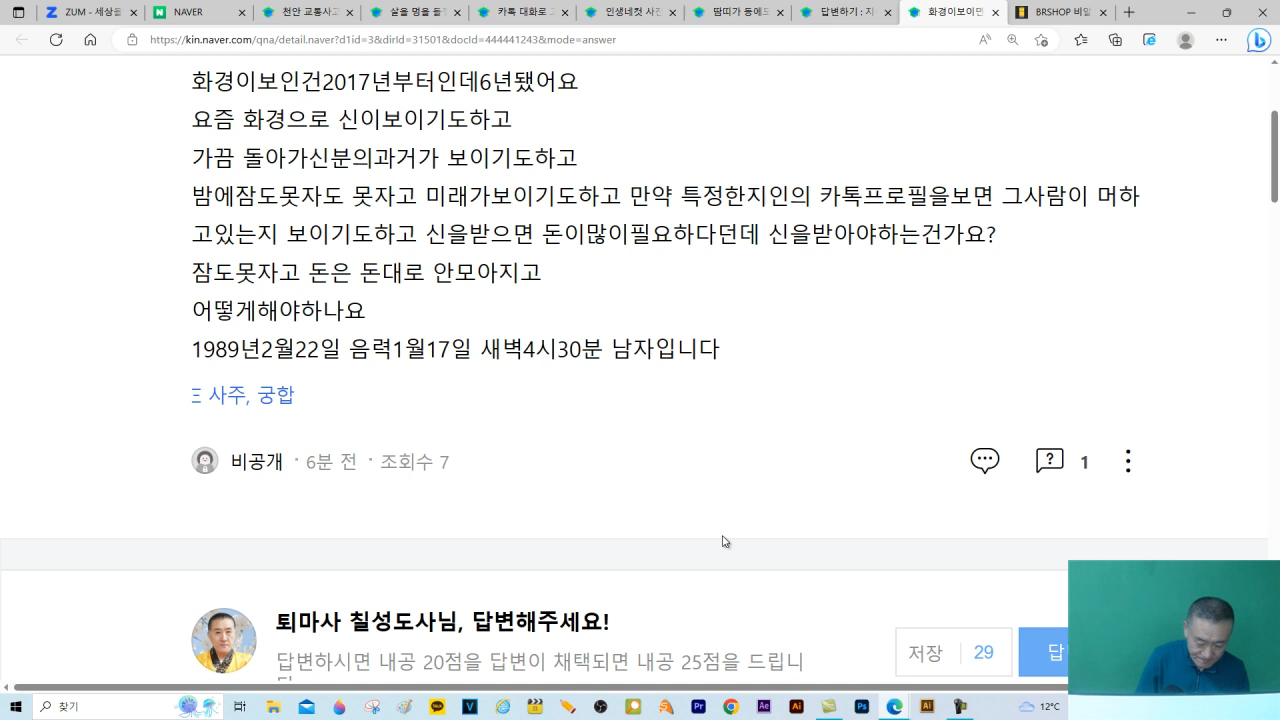 ZUM - 세상을
NAVER
천안 교통사고
살을 명을 들
카톡 대화로
인생네컷 사진
땀띠가 등에도
답변하기 : 지
화경이보이면
BRSHOP 비밀
https://kin.naver.com/qna/detail.naver?d1id=3&dirId=31501&docId=444441243&mode=answer
화경이보인건2017년부터인데6년됐어요
요즘 화경으로 신이보이기도하고
가끔 돌아가신분의과거가 보이기도하고
밤에잠도못자도 못자고 미래가보이기도하고 만약 특정한지인의 카톡프로필을보면 그사람이 머하
고있는지 보이기도하고 신을받으면 돈이많이필요하다던데 신을받아야하는건가요?
잠도못자고 돈은 돈대로 안모아지고
어떻게해야하나요
1989년2월22일 음력1월17일 새벽4시30분 남자입니다
사주, 궁합
비공개 · 6분 전 · 조회수 7
1
퇴마사 칠성도사님, 답변해주세요!
답변하시면 내공 20점을 답변이 채택되면 내공 25점을 드립니
저장 29
답
찾기
12°C